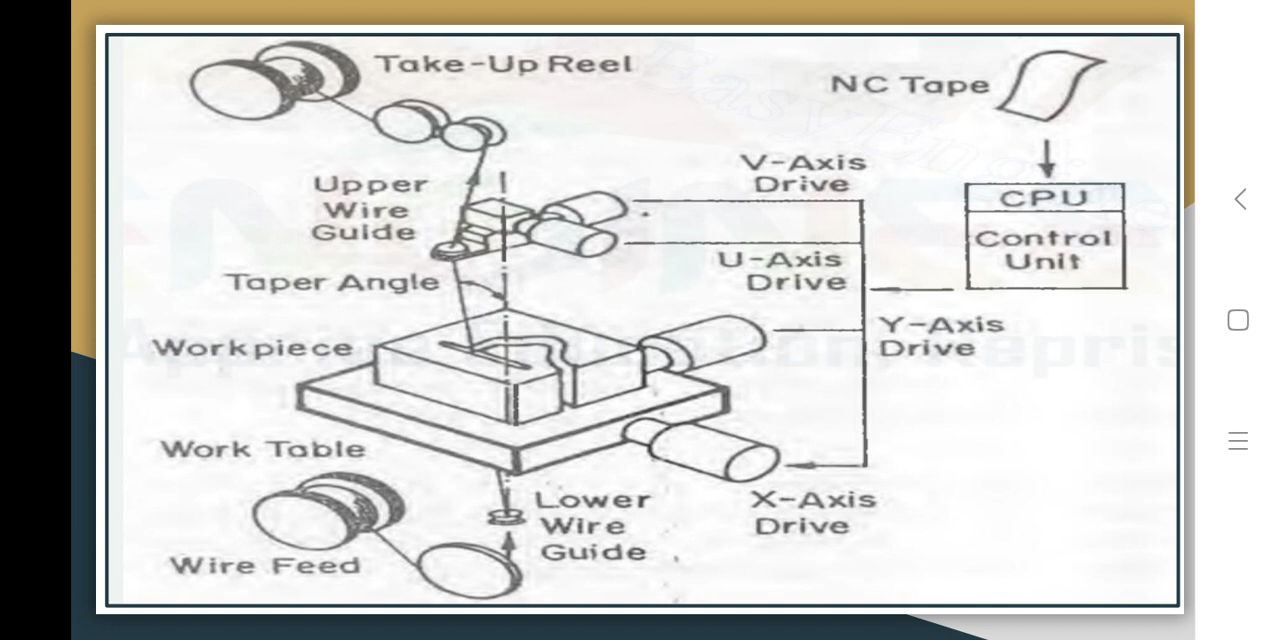 Take-Up Reel
NC Tape
V-Axis
Drive
Upper
Wire
Guide
CPU
Control
Unit
U-Axis
Drive
Taper Angle
Y-Axis
Drive
Workpiece
Work Table
Lower
Wire
Guide
X-Axis
Drive
Wire Feed